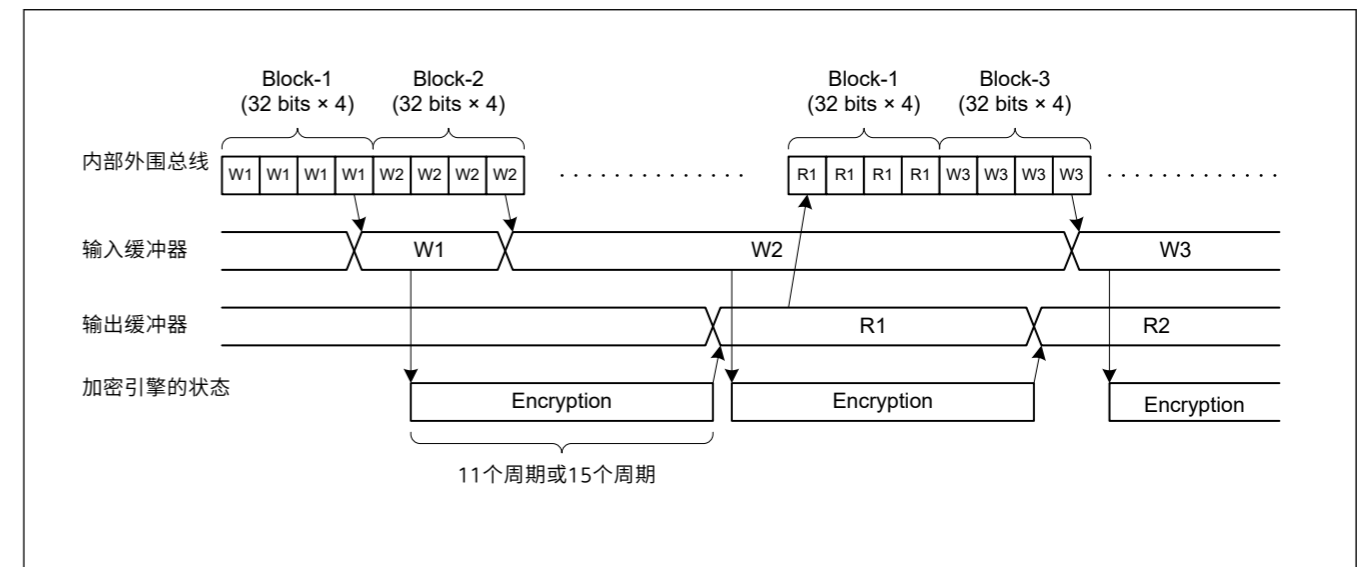 Block-1
(32 bits × 4)
Block-2
(32 bits × 4)
Block-1
(32 bits × 4)
Block-3
(32 bits × 4)
内部外围总线
W1 W1 W1 W1 W2 W2 W2 W2 . . . . . . . . . . . . . . R1 R1 R1 R1 W3 W3 W3 W3 . . . . . . . . . . . . .
输入缓冲器
W1
W2
W3
输出缓冲器
R1
R2
加密引擎的状态
Encryption
Encryption
Encryption
11个周期或15个周期